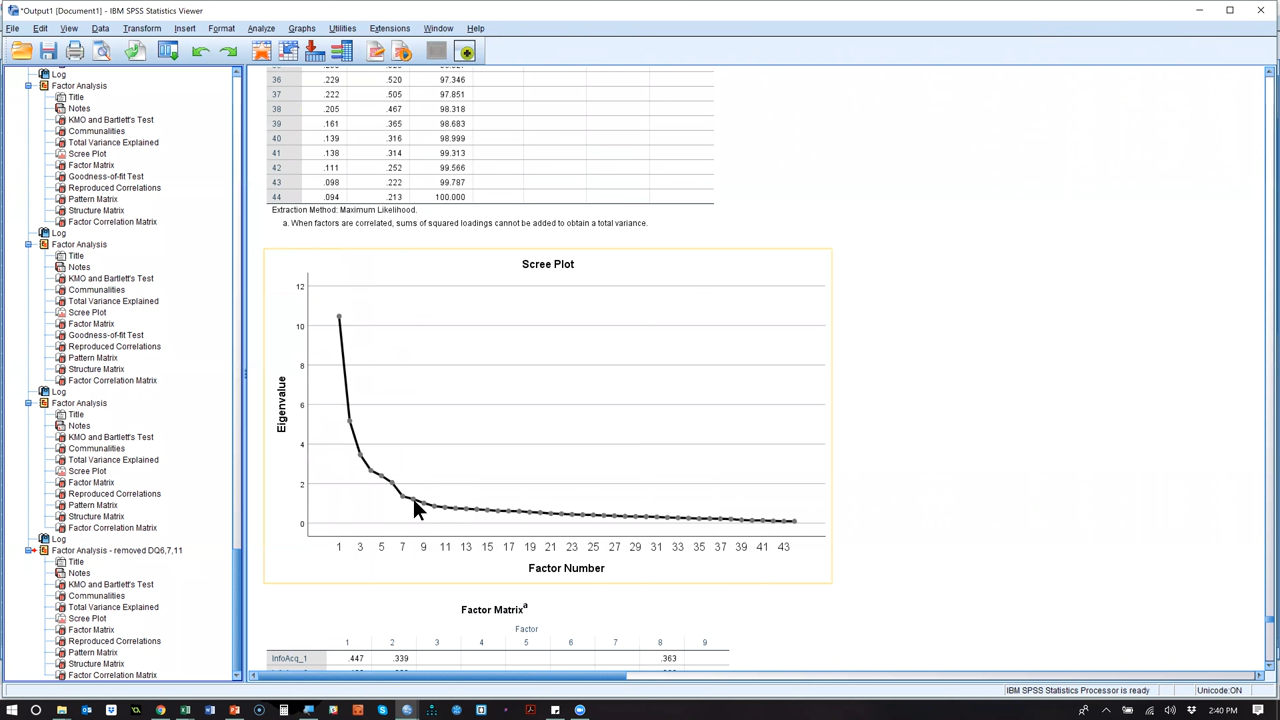 *Output1 [Document1] - IBM SPSS Statistics Viewer
File Edit View Data Transform Insert Format Analyze Graphs Utilities Extensions Window Help
Log
Factor Analysis
Title
Notes
KMO and Bartlett's Test
Communalities
Total Variance Explained
Scree Plot
Factor Matrix
Goodness-of-fit Test
Reproduced Correlations
Pattern Matrix
Structure Matrix
Factor Correlation Matrix
Log
Factor Analysis
Title
Notes
KMO and Bartlett's Test
Communalities
Total Variance Explained
Scree Plot
Factor Matrix
Goodness-of-fit Test
Reproduced Correlations
Pattern Matrix
Structure Matrix
Factor Correlation Matrix
Log
Factor Analysis
Title
Notes
KMO and Bartlett's Test
Communalities
Total Variance Explained
Scree Plot
Factor Matrix
Reproduced Correlations
Pattern Matrix
Structure Matrix
Factor Correlation Matrix
Log
Factor Analysis - removed DQ6,7,11
Title
Notes
KMO and Bartlett's Test
Communalities
Total Variance Explained
Scree Plot
Factor Matrix
Reproduced Correlations
Pattern Matrix
Structure Matrix
Factor Correlation Matrix
36 .229 .520 97.346
37 .222 .505 97.851
38 .205 .467 98.318
39 .161 .365 98.683
40 .139 .316 98.999
41 .138 .314 99.313
42 .111 .252 99.566
43 .098 .222 99.787
44 .094 .213 100.000
Extraction Method: Maximum Likelihood.
a. When factors are correlated, sums of squared loadings cannot be added to obtain a total variance.
Scree Plot
12
10
8
6
4
2
0
Eigenvalue
1 3 5 7 9 11 13 15 17 19 21 23 25 27 29 31 33 35 37 39 41 43
Factor Number
Factor Matrixa
Factor
1 2 3 4 5 6 7 8 9
InfoAcq_1 .447 .339 .363
IBM SPSS Statistics Processor is ready
Unicode:ON
2:40 PM